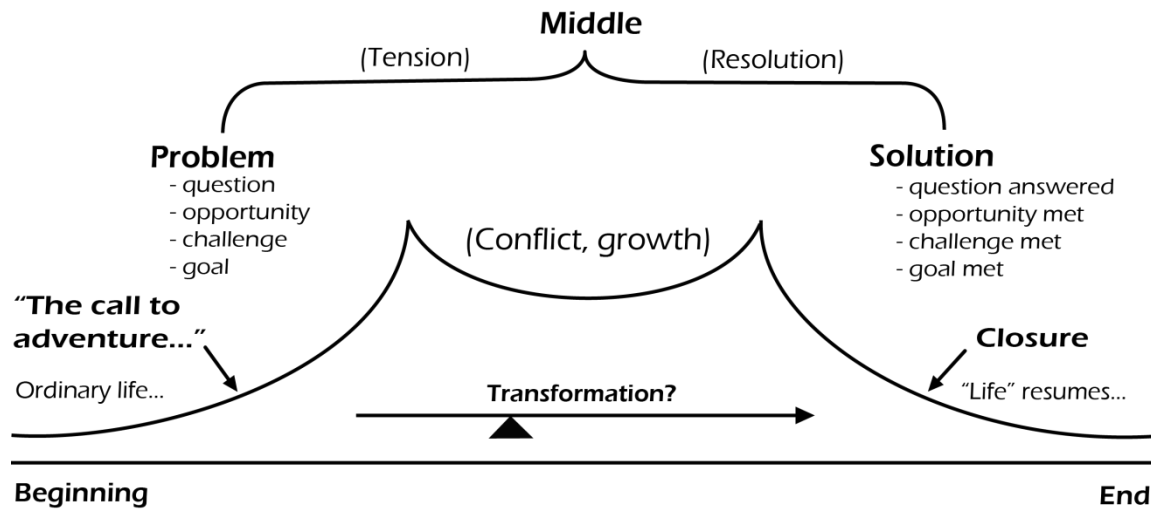 Middle
(Tension)
(Resolution)
Problem
- question
- opportunity
- challenge
- goal
Solution
- question answered
- opportunity met
- challenge met
- goal met
(Conflict, growth)
“The call to
adventure...”
Closure
Ordinary life...
Transformation?
“Life” resumes...
Beginning
End